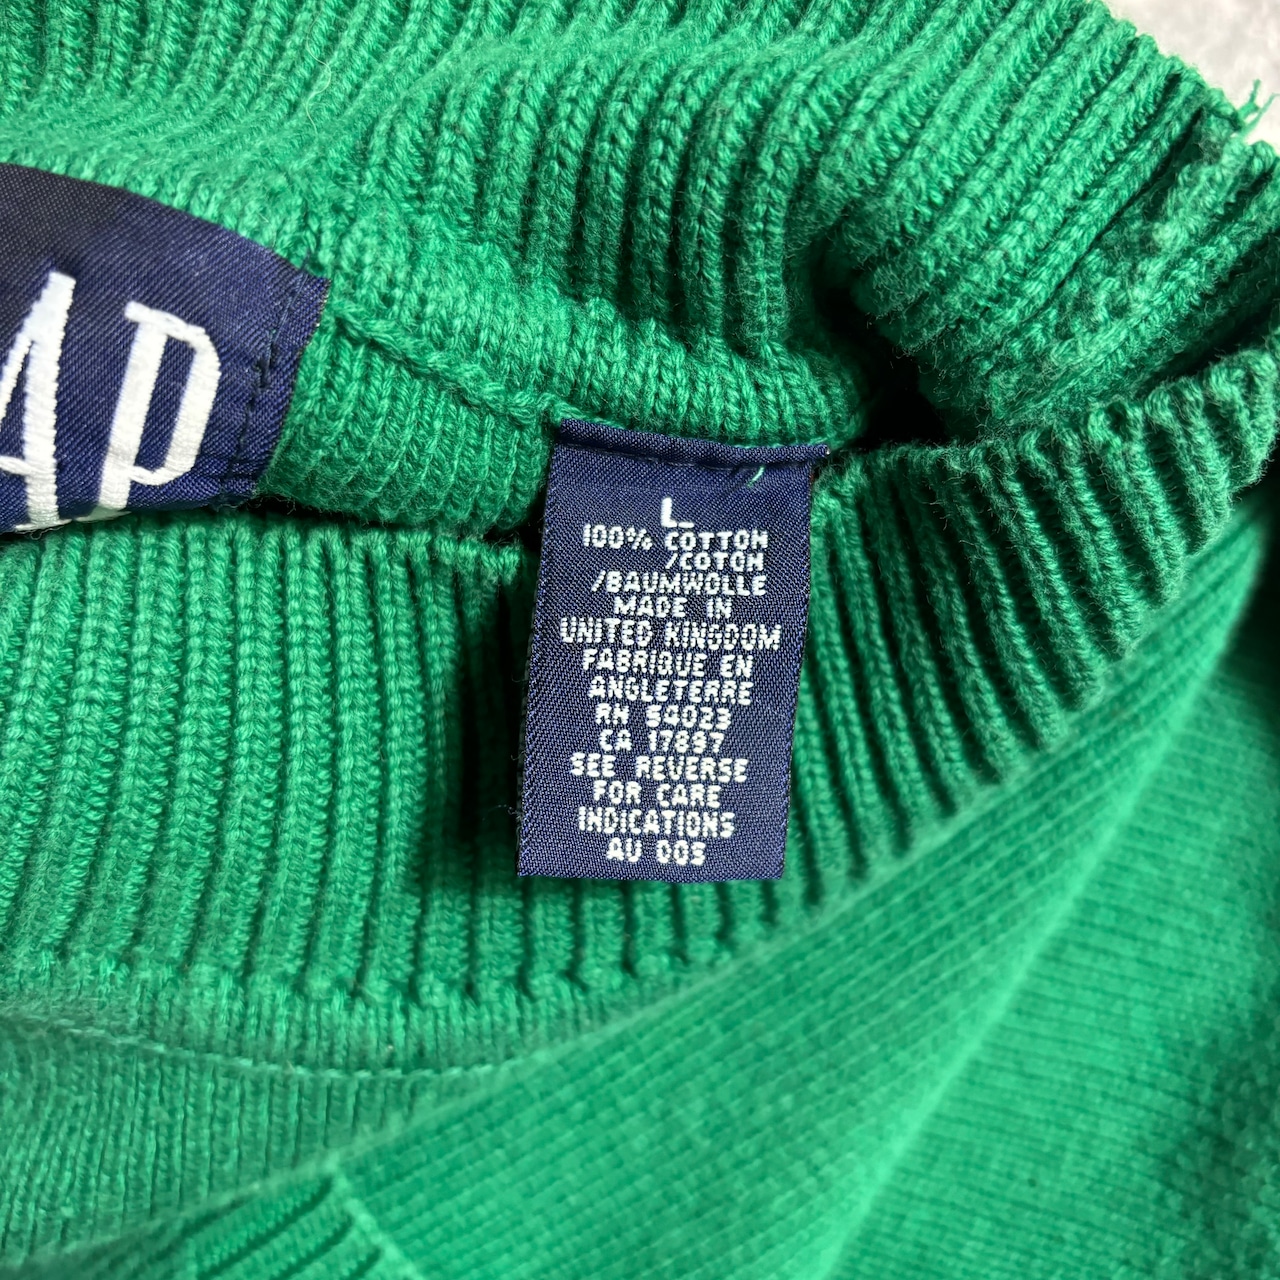 AP
L
100% COTTON
/COTON
/BAUMWOLLE
MADE IN
UNITED KINGDOM
FABRIQUE EN
ANGLETERRE
RN 54023
CA 17897
SEE REVERSE
FOR CARE
INDICATIONS
AU 005